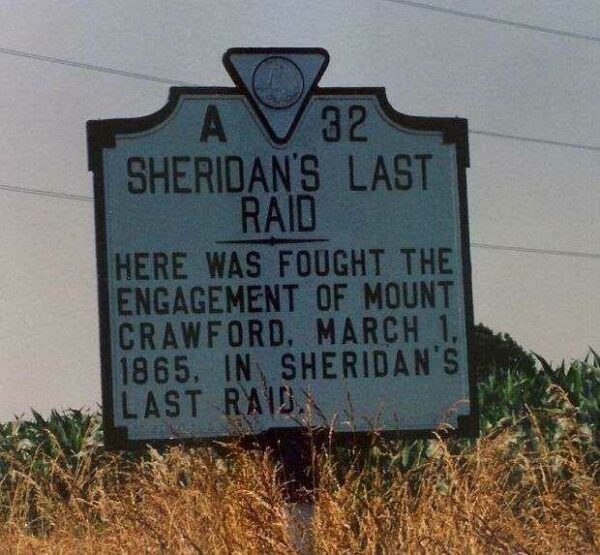 A 32
SHERIDAN'S LAST
RAID
HERE WAS FOUGHT THE
ENGAGEMENT OF MOUNT
CRAWFORD, MARCH 1,
1865, IN SHERIDAN'S
LAST RAID.